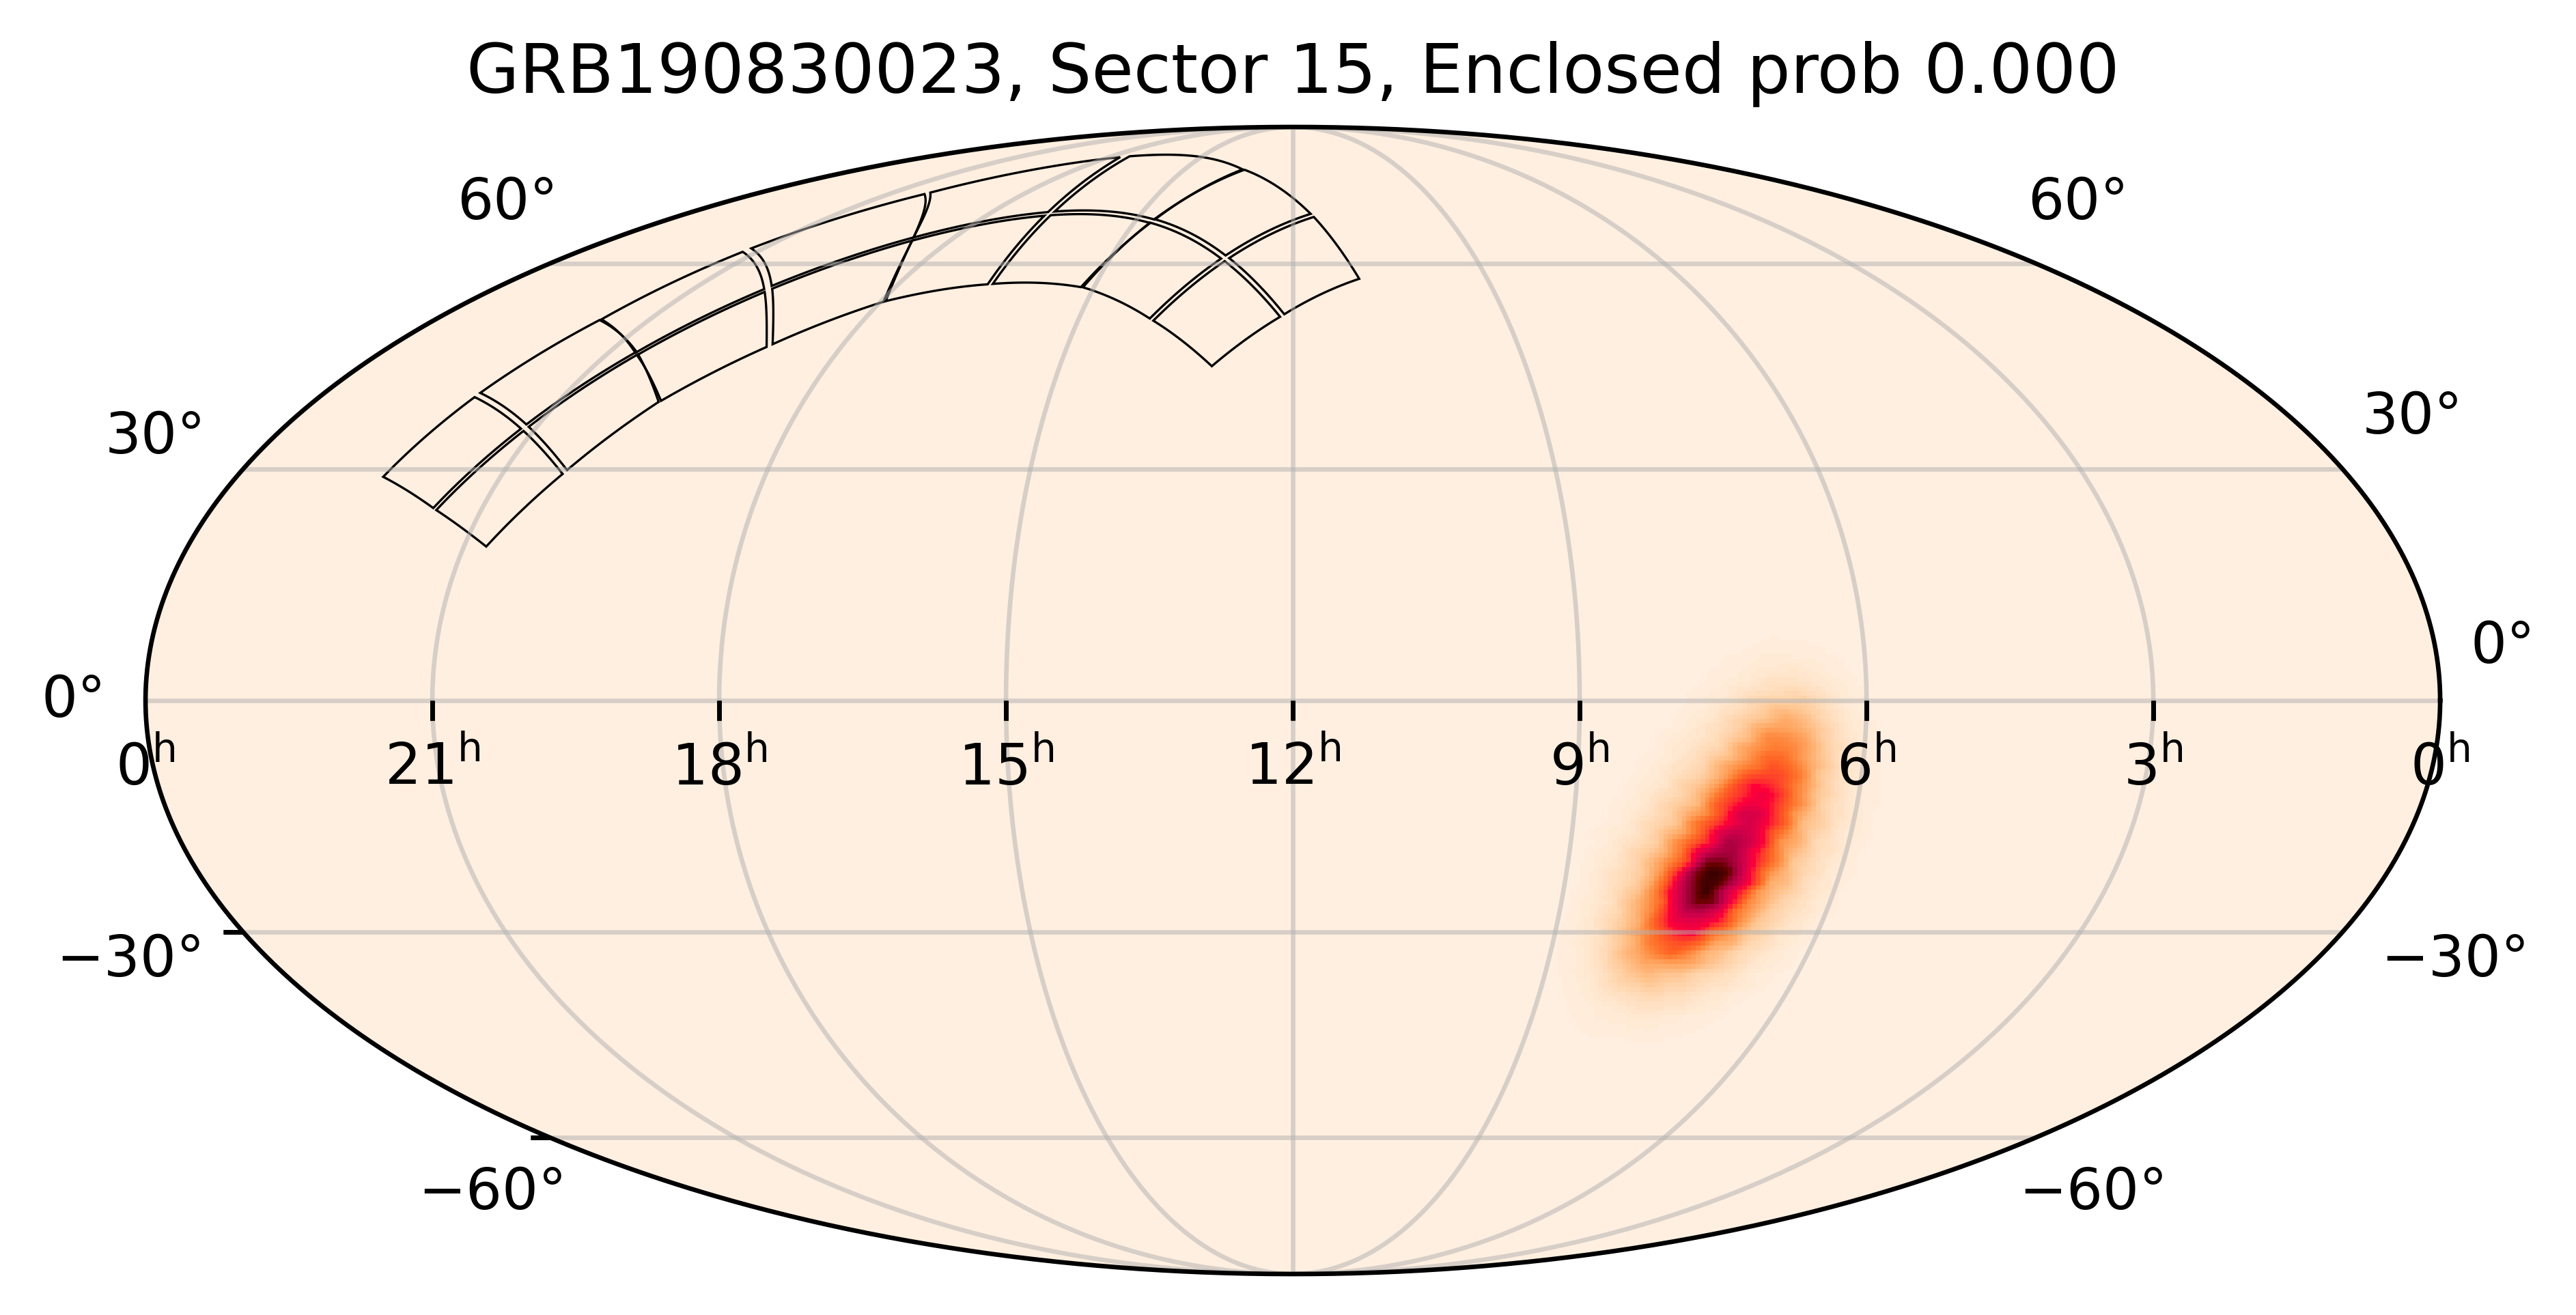 GRB190830023, Sector 15, Enclosed prob 0.000
60° 60°
30° 30°
0° 0°
0ʰ 21ʰ 18ʰ 15ʰ 12ʰ 9ʰ 6ʰ 3ʰ 0ʰ
−30° −30°
−60° −60°